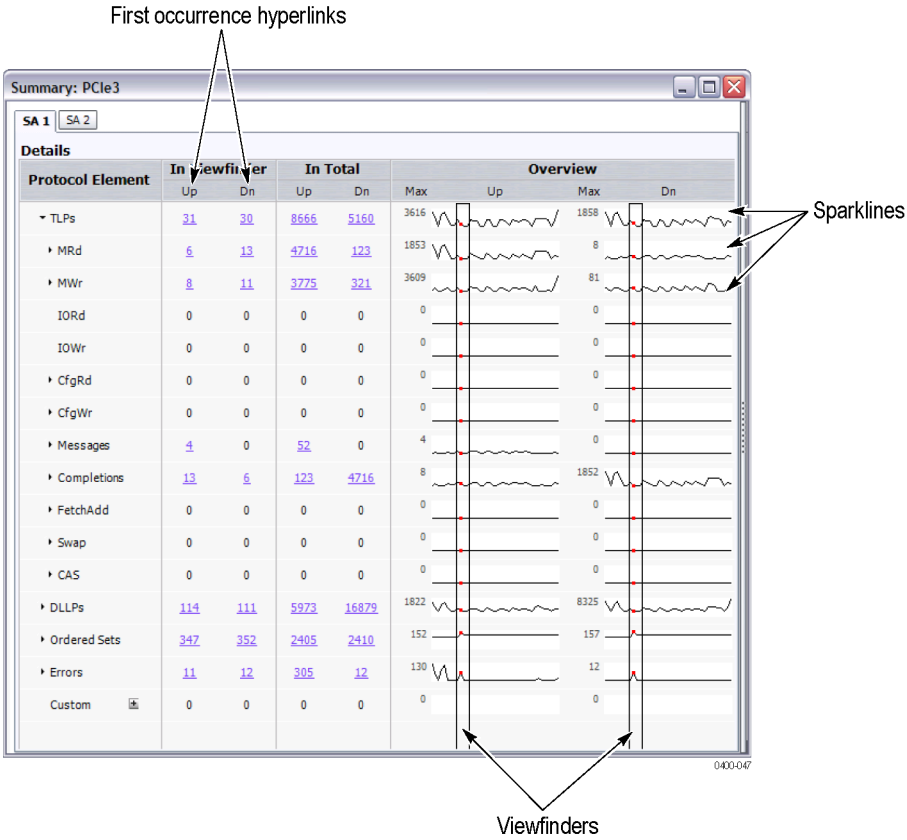 First occurrence hyperlinks
Summary: PCIe3
SA 1 SA 2
Details
Protocol Element In Viewfinder In Total Overview
Up Dn Up Dn Max Up Max Dn
TLPs 31 30 8666 5160 3616 1858
Sparklines
MRd 6 13 4716 123 1853 8
MWr 8 11 3775 321 3609 81
IORd 0 0 0 0 0 0
IOWr 0 0 0 0 0 0
CfgRd 0 0 0 0 0 0
CfgWr 0 0 0 0 0 0
Messages 4 0 52 0 4 0
Completions 13 6 123 4716 8 1852
FetchAdd 0 0 0 0 0 0
Swap 0 0 0 0 0 0
CAS 0 0 0 0 0 0
DLLPs 114 111 5973 16879 1822 8325
Ordered Sets 347 352 2405 2410 152 157
Errors 11 12 305 12 130 12
Custom 0 0 0 0 0 0
0400-047
Viewfinders